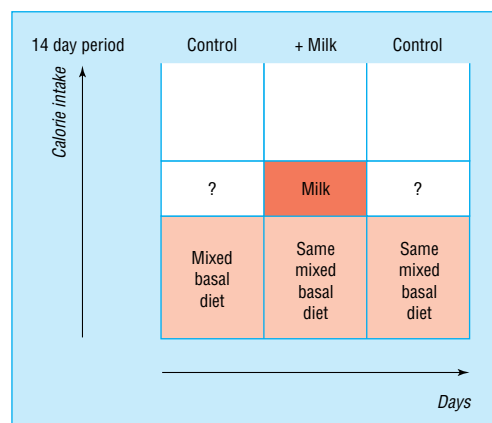 14 day period Control + Milk Control
Calorie intake
? Milk ?
Mixed
basal
diet
Same
mixed
basal
diet
Same
mixed
basal
diet
Days